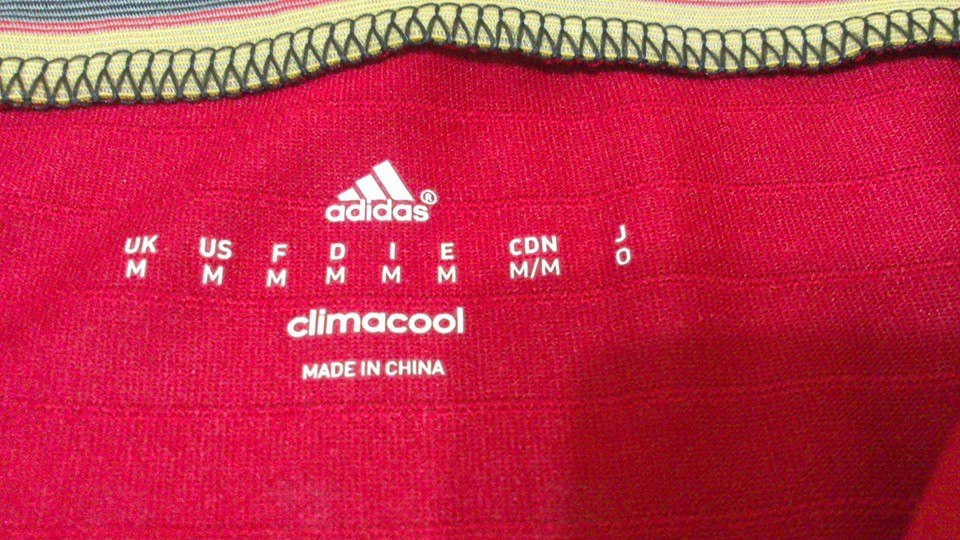 adidas®
UK US F D I E CDN J
M M M M M M M/M O
climacool
MADE IN CHINA